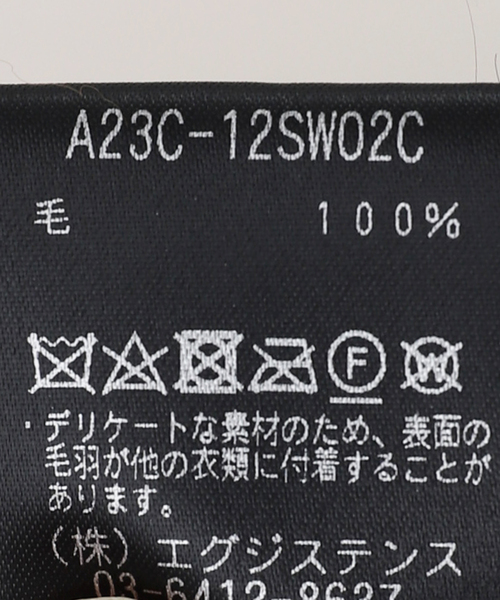 A23C-12SW02C
毛 100%
・デリケートな素材のため、表面の
毛羽が他の衣類に付着することが
あります。
(株) エグジステンス